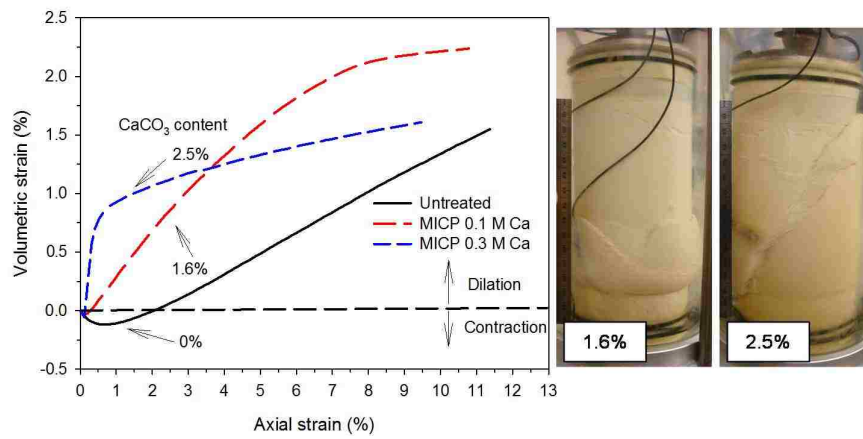 2.5
2.0
1.5
1.0
0.5
0.0
-0.5
Volumetric strain (%)
CaCO₃ content
2.5%
1.6%
0%
Untreated
MICP 0.1 M Ca
MICP 0.3 M Ca
Dilation
Contraction
0 1 2 3 4 5 6 7 8 9 10 11 12 13
Axial strain (%)
1.6%
2.5%